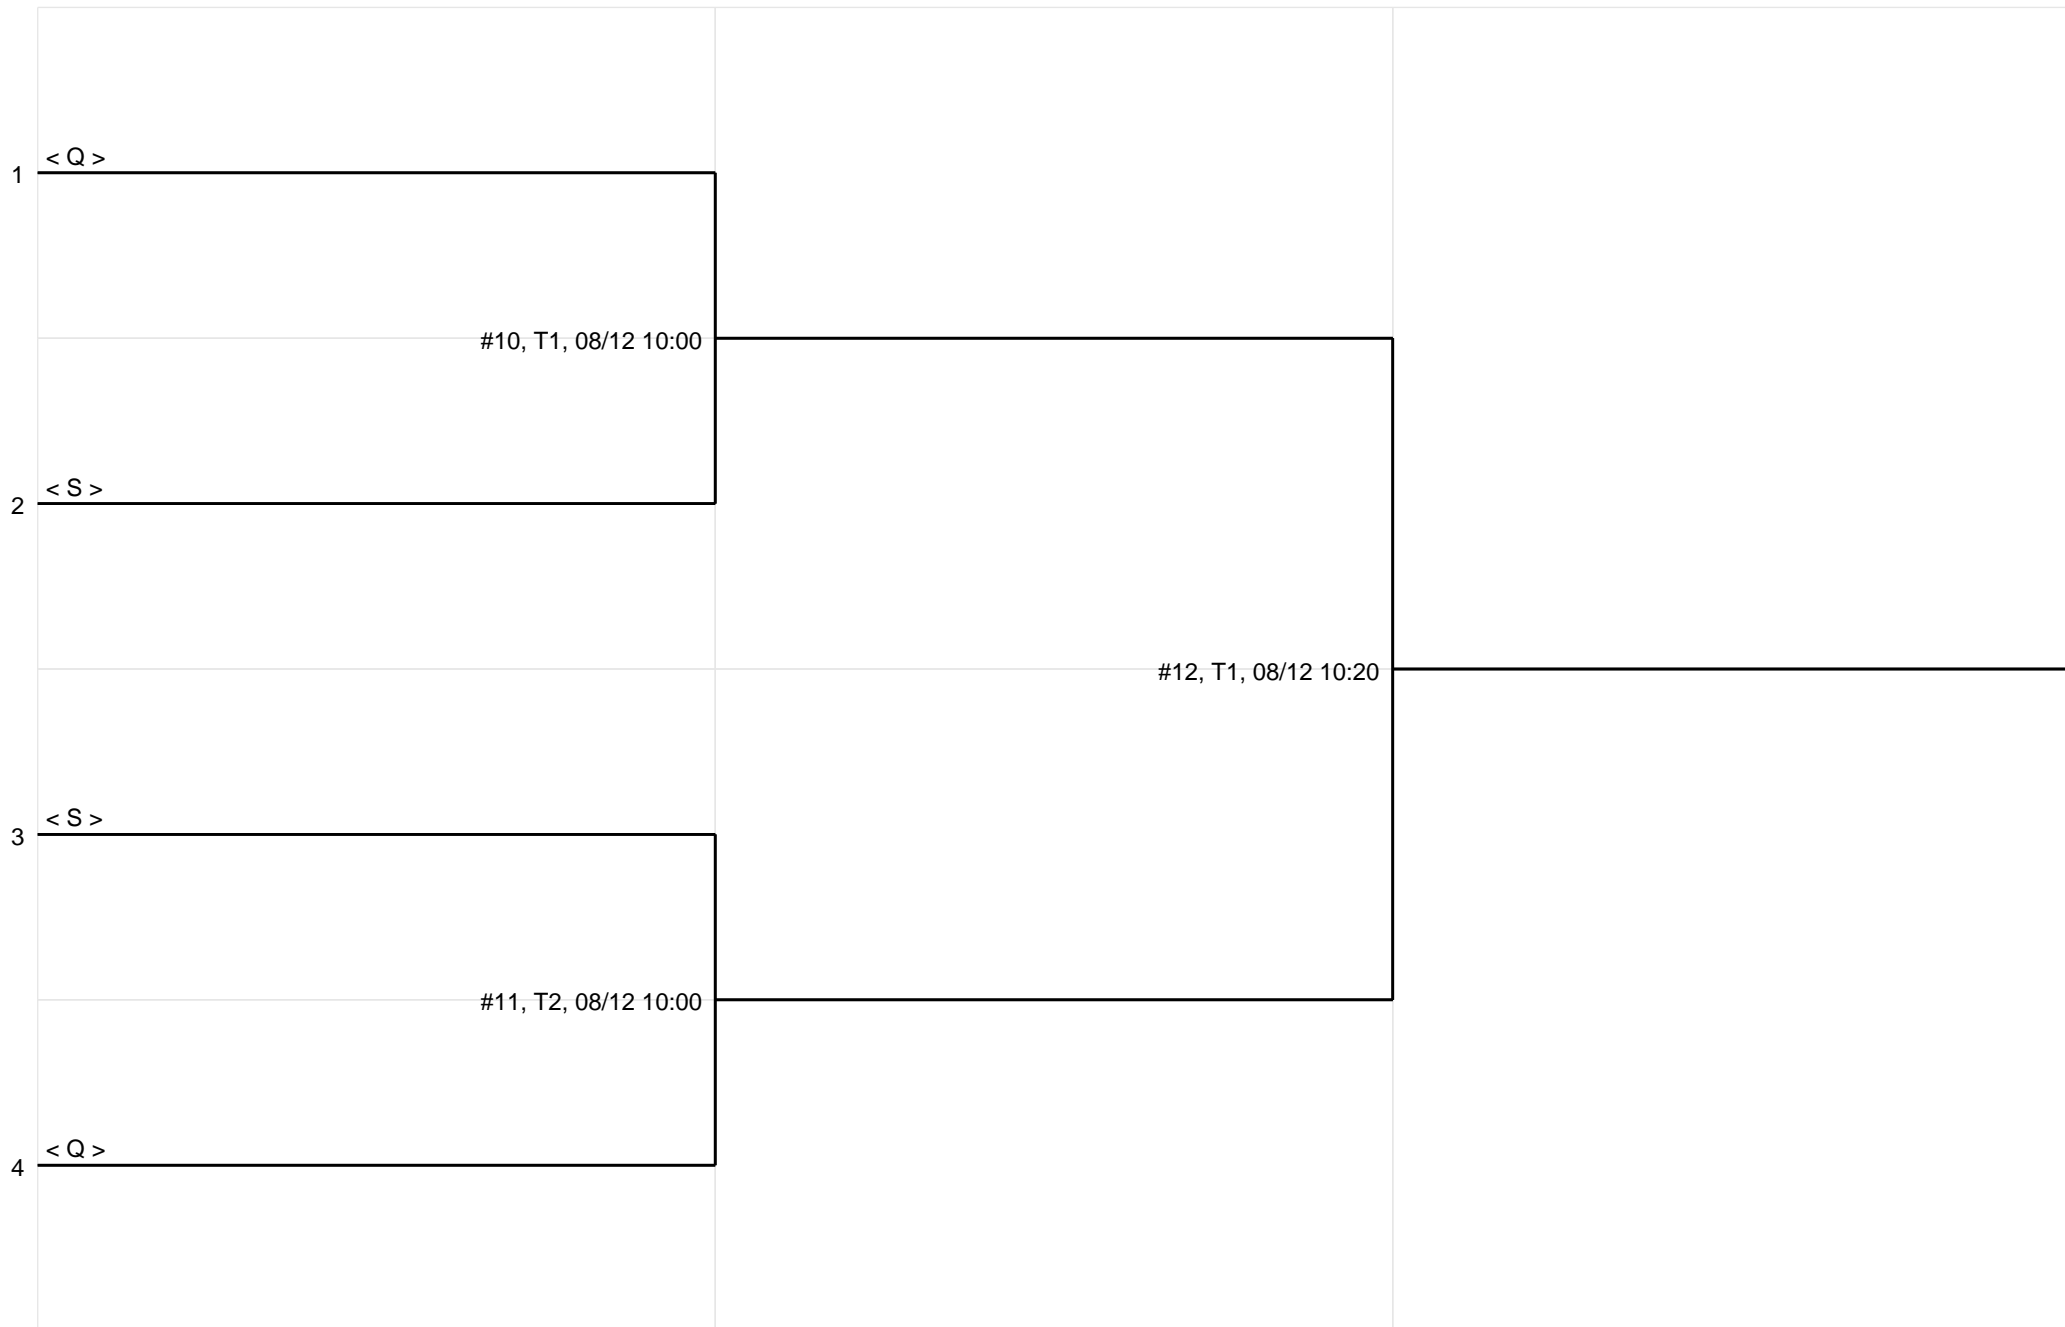 < Q >
1
#10, T1, 08/12 10:00
< S >
2
#12, T1, 08/12 10:20
< S >
3
#11, T2, 08/12 10:00
< Q >
4